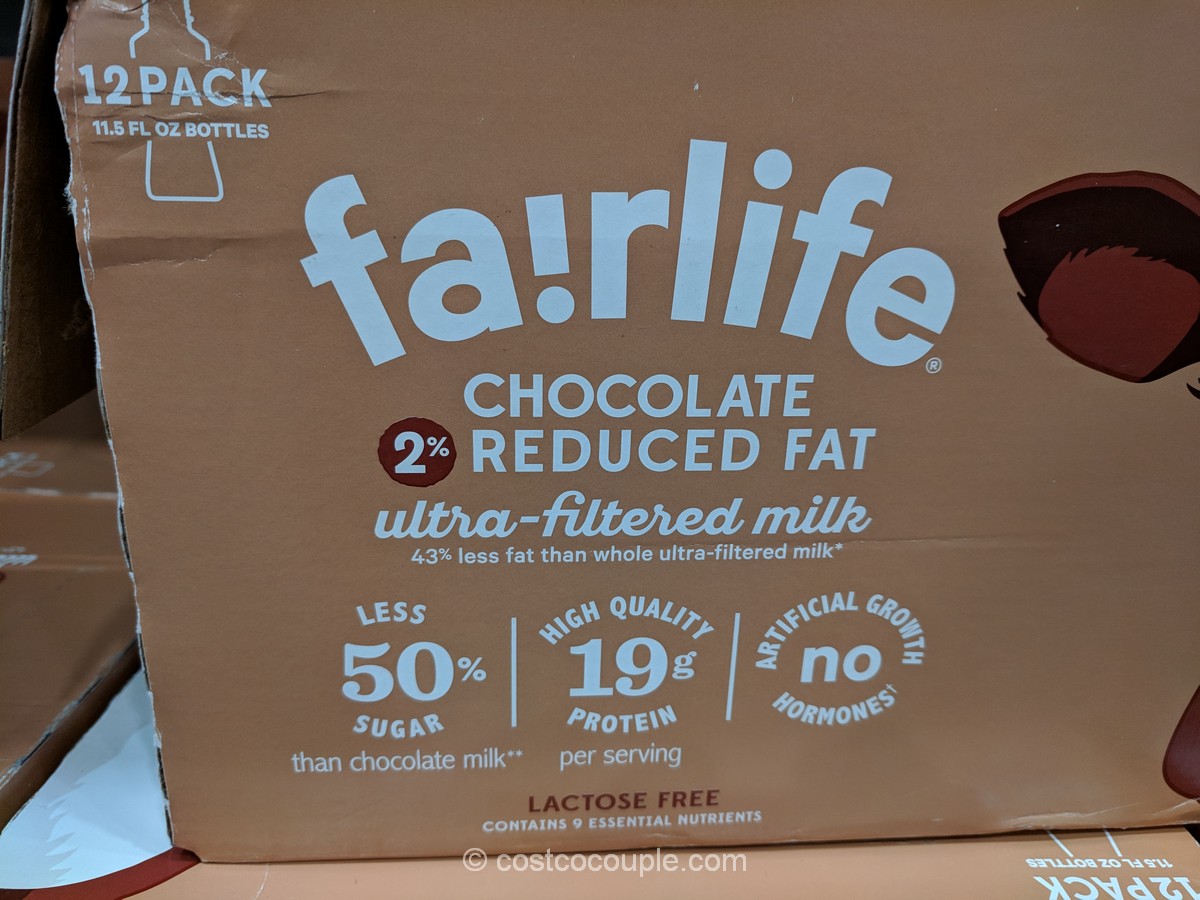 12 PACK
11.5 FL OZ BOTTLES
fa!rlife®
CHOCOLATE
2% REDUCED FAT
ultra-filtered milk
43% less fat than whole ultra-filtered milk*
LESS
50%
SUGAR
than chocolate milk**
HIGH QUALITY
19g
PROTEIN
per serving
ARTIFICIAL GROWTH
no
HORMONES†
LACTOSE FREE
CONTAINS 9 ESSENTIAL NUTRIENTS
© costcocouple.com
11.5 FL OZ BOTTLES
12 PACK